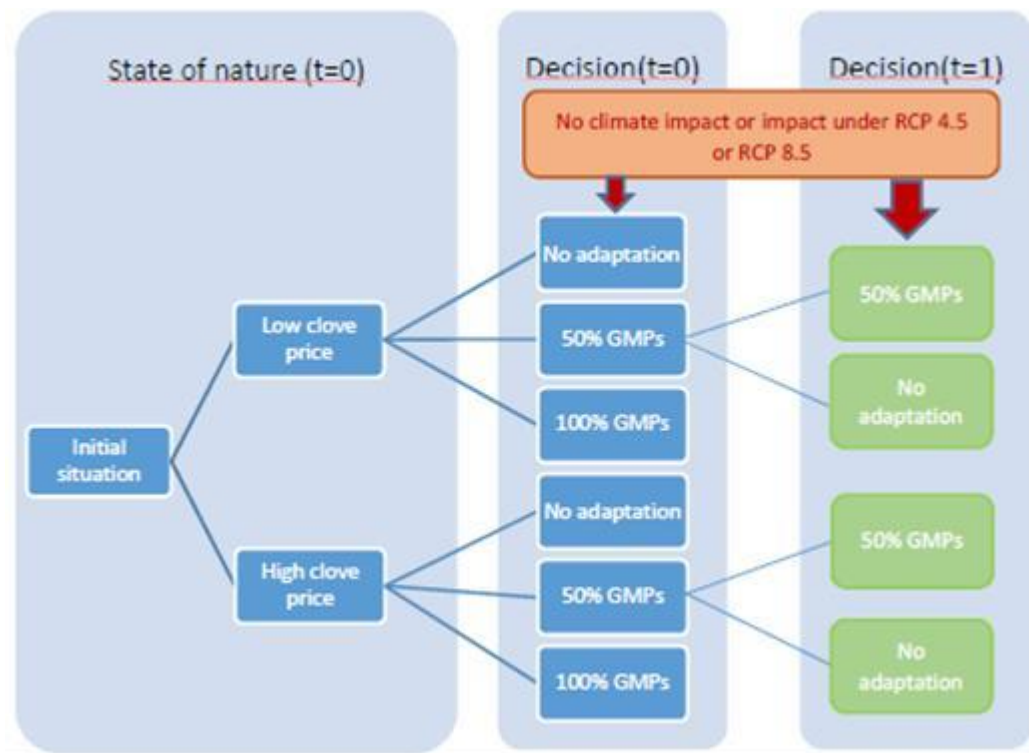 State of nature (t=0)
Decision(t=0)
Decision(t=1)
No climate impact or impact under RCP 4.5
or RCP 8.5
No adaptation
50% GMPs
Low clove
price
50% GMPs
100% GMPs
No
adaptation
Initial
situation
No adaptation
50% GMPs
High clove
price
50% GMPs
100% GMPs
No
adaptation